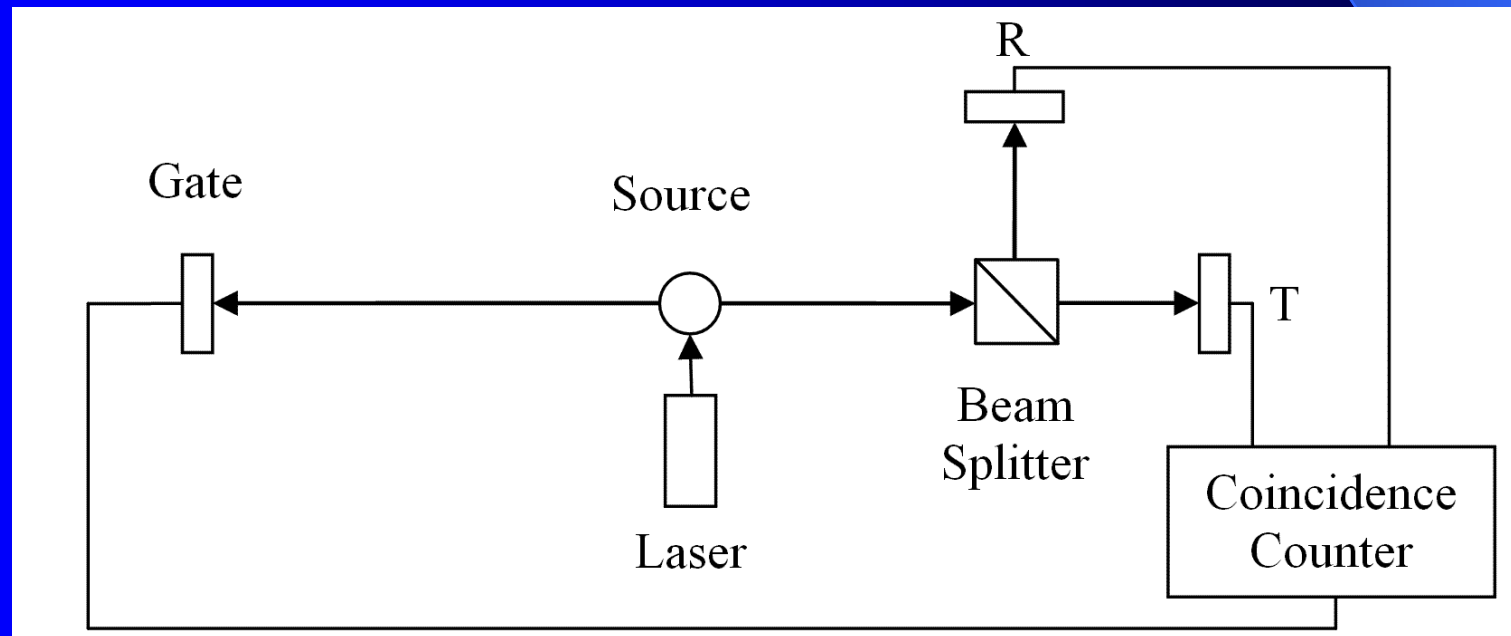 R
Gate
Source
T
Beam
Splitter
Coincidence
Counter
Laser